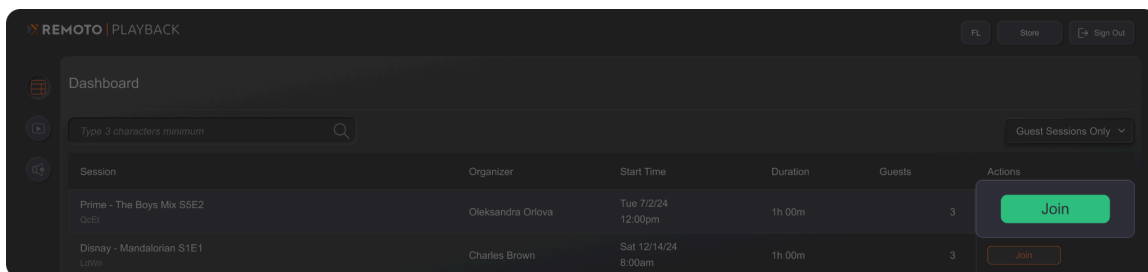 REMOTO | PLAYBACK
FL
Store
Sign Out
Dashboard
Type 3 characters minimum
Guest Sessions Only
Session Organizer Start Time Duration Guests Actions
Prime - The Boys Mix S5E2
QcEt
Oleksandra Orlova
Tue 7/2/24
12:00pm
1h 00m
3
Join
Disnay - Mandalorian S1E1
Charles Brown
Sat 12/14/24
8:00am
1h 00m
3
Join